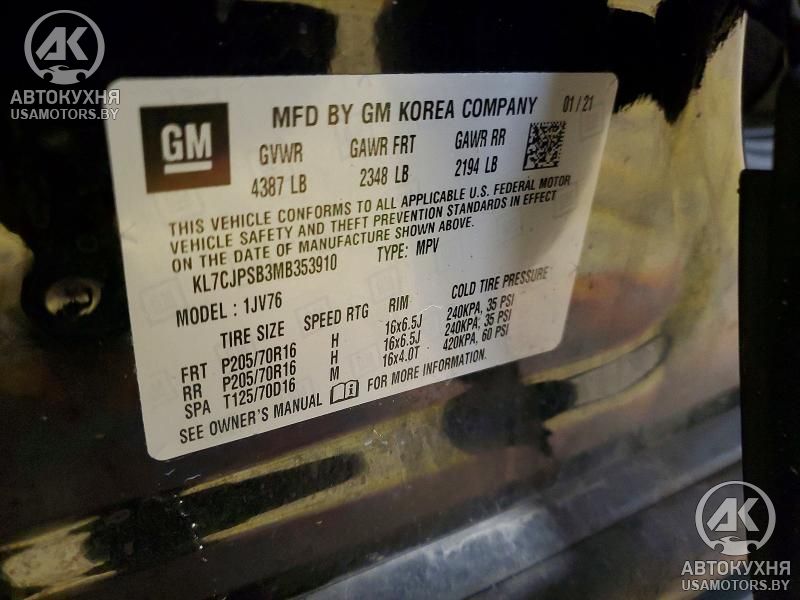 AK
АВТОКУХНЯ
USAMOTORS.BY
GM
MFD BY GM KOREA COMPANY 01 / 21
GVWR GAWR FRT GAWR RR
4387 LB 2348 LB 2194 LB
THIS VEHICLE CONFORMS TO ALL APPLICABLE U.S. FEDERAL MOTOR
VEHICLE SAFETY AND THEFT PREVENTION STANDARDS IN EFFECT
ON THE DATE OF MANUFACTURE SHOWN ABOVE.
KL7CJPSB3MB353910 TYPE: MPV
MODEL : 1JV76
TIRE SIZE SPEED RTG RIM COLD TIRE PRESSURE
FRT P205/70R16 H 16x6.5J 240KPA, 35 PSI
RR P205/70R16 H 16x6.5J 240KPA, 35 PSI
SPA T125/70D16 M 16x4.0T 420KPA, 60 PSI
SEE OWNER'S MANUAL FOR MORE INFORMATION.
AK
АВТОКУХНЯ
USAMOTORS.BY